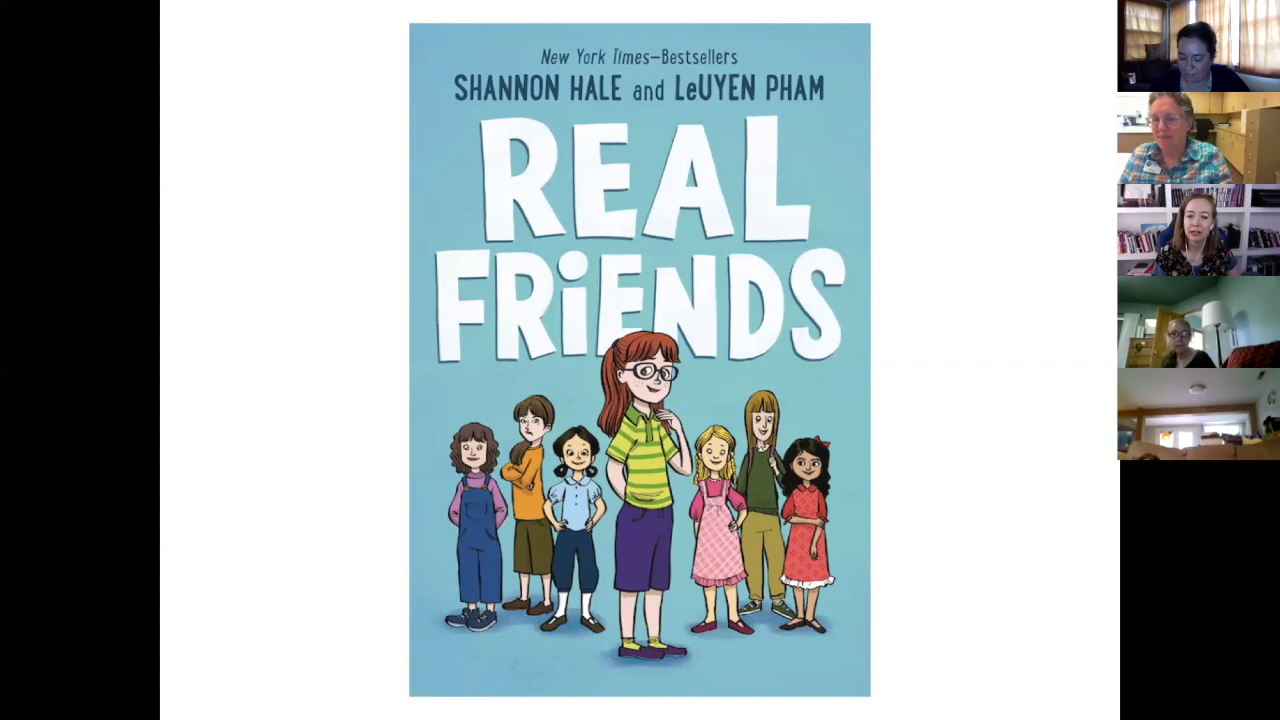 New York Times–Bestsellers
SHANNON HALE and LeUYEN PHAM
REAL
FRiENDS